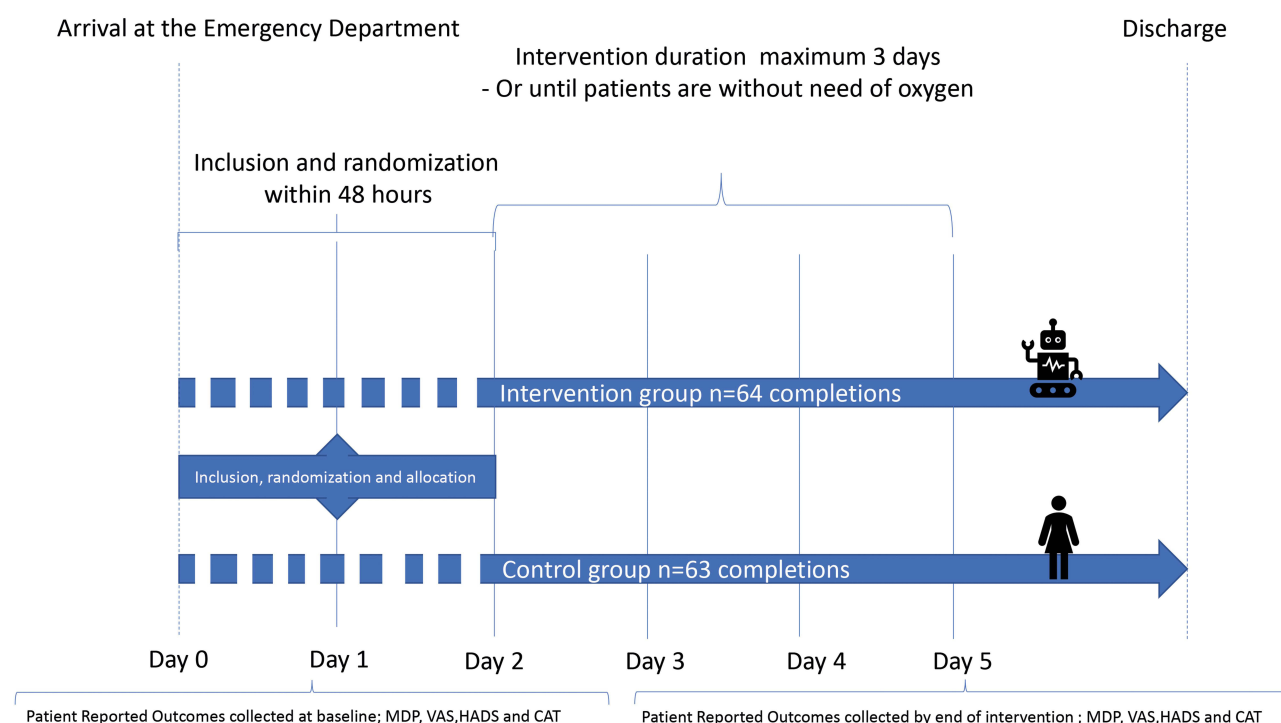 Arrival at the Emergency Department
Discharge
Intervention duration maximum 3 days
- Or until patients are without need of oxygen
Inclusion and randomization
within 48 hours
Intervention group n=64 completions
Inclusion, randomization and allocation
Control group n=63 completions
Day 0
Day 1
Day 2
Day 3
Day 4
Day 5
Patient Reported Outcomes collected at baseline; MDP, VAS,HADS and CAT
Patient Reported Outcomes collected by end of intervention ; MDP, VAS,HADS and CAT